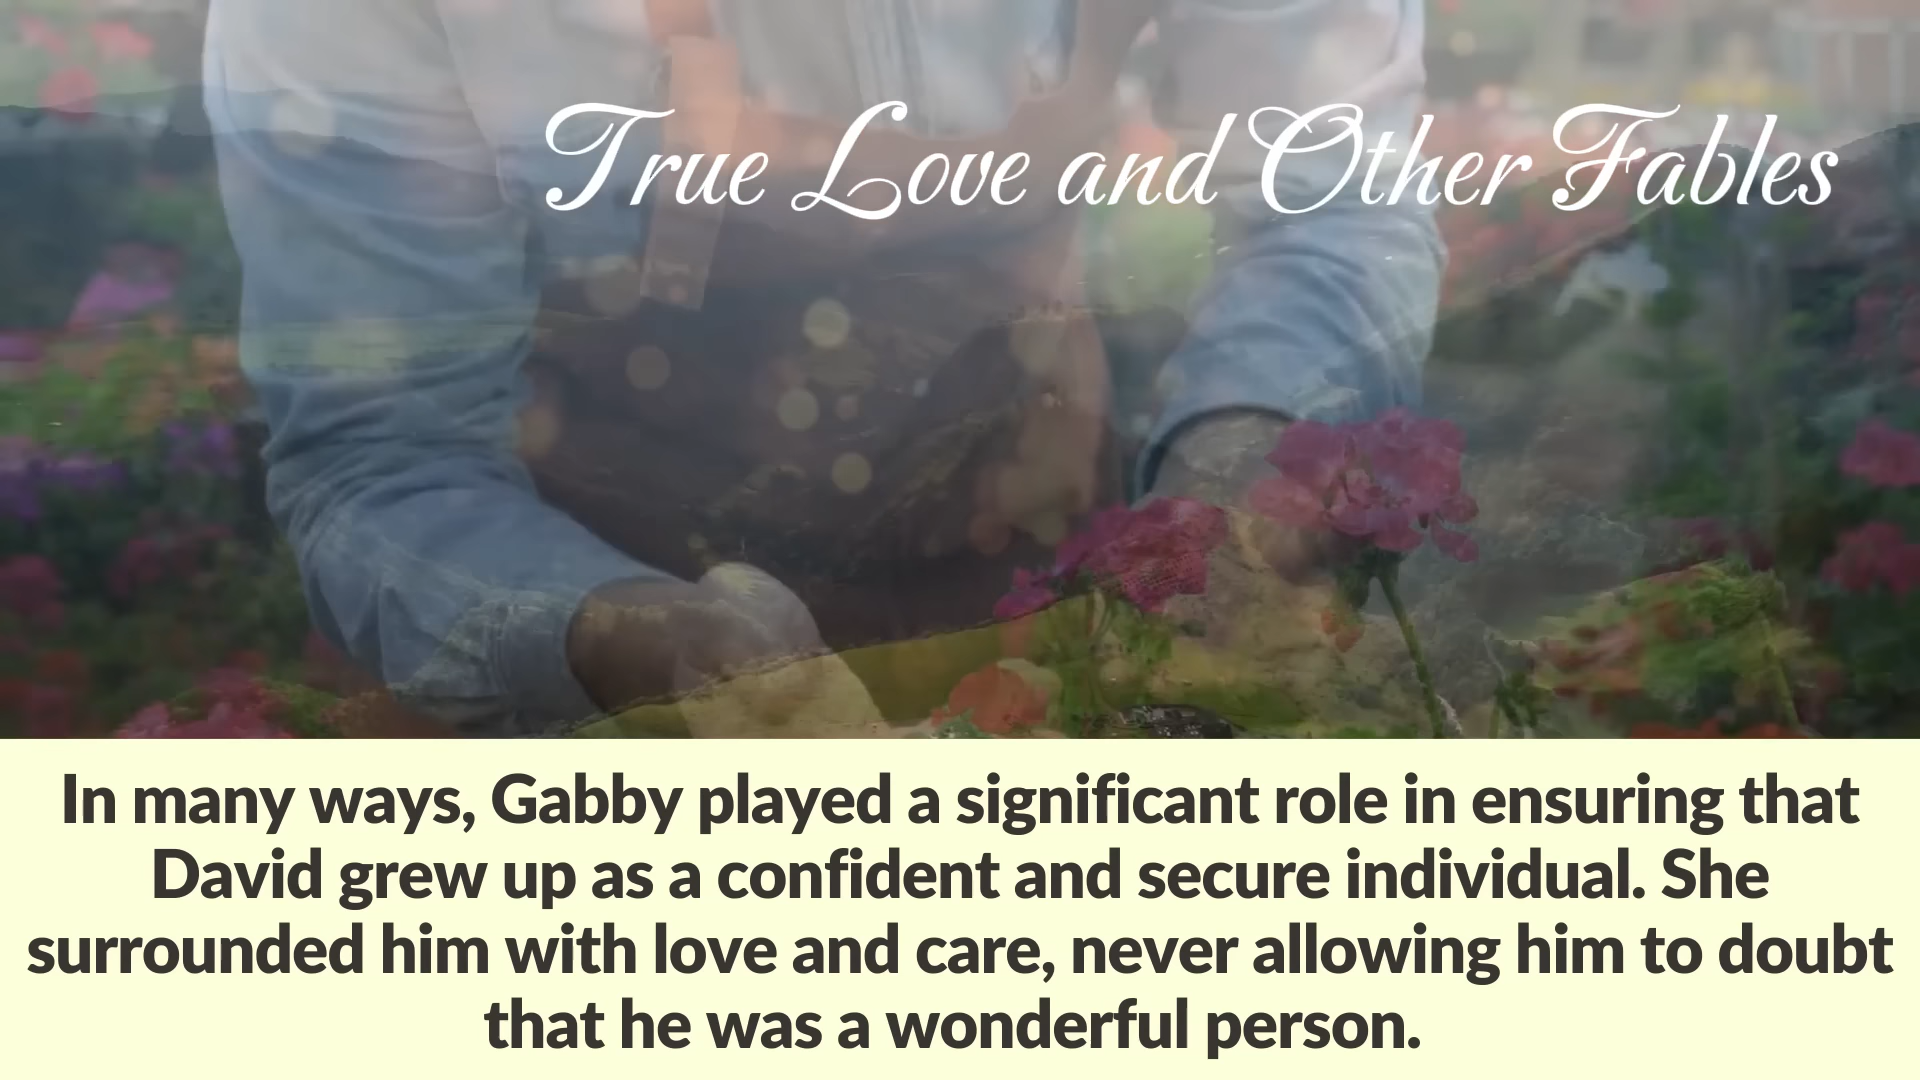 True Love and Other Fables
In many ways, Gabby played a significant role in ensuring that
David grew up as a confident and secure individual. She
surrounded him with love and care, never allowing him to doubt
that he was a wonderful person.